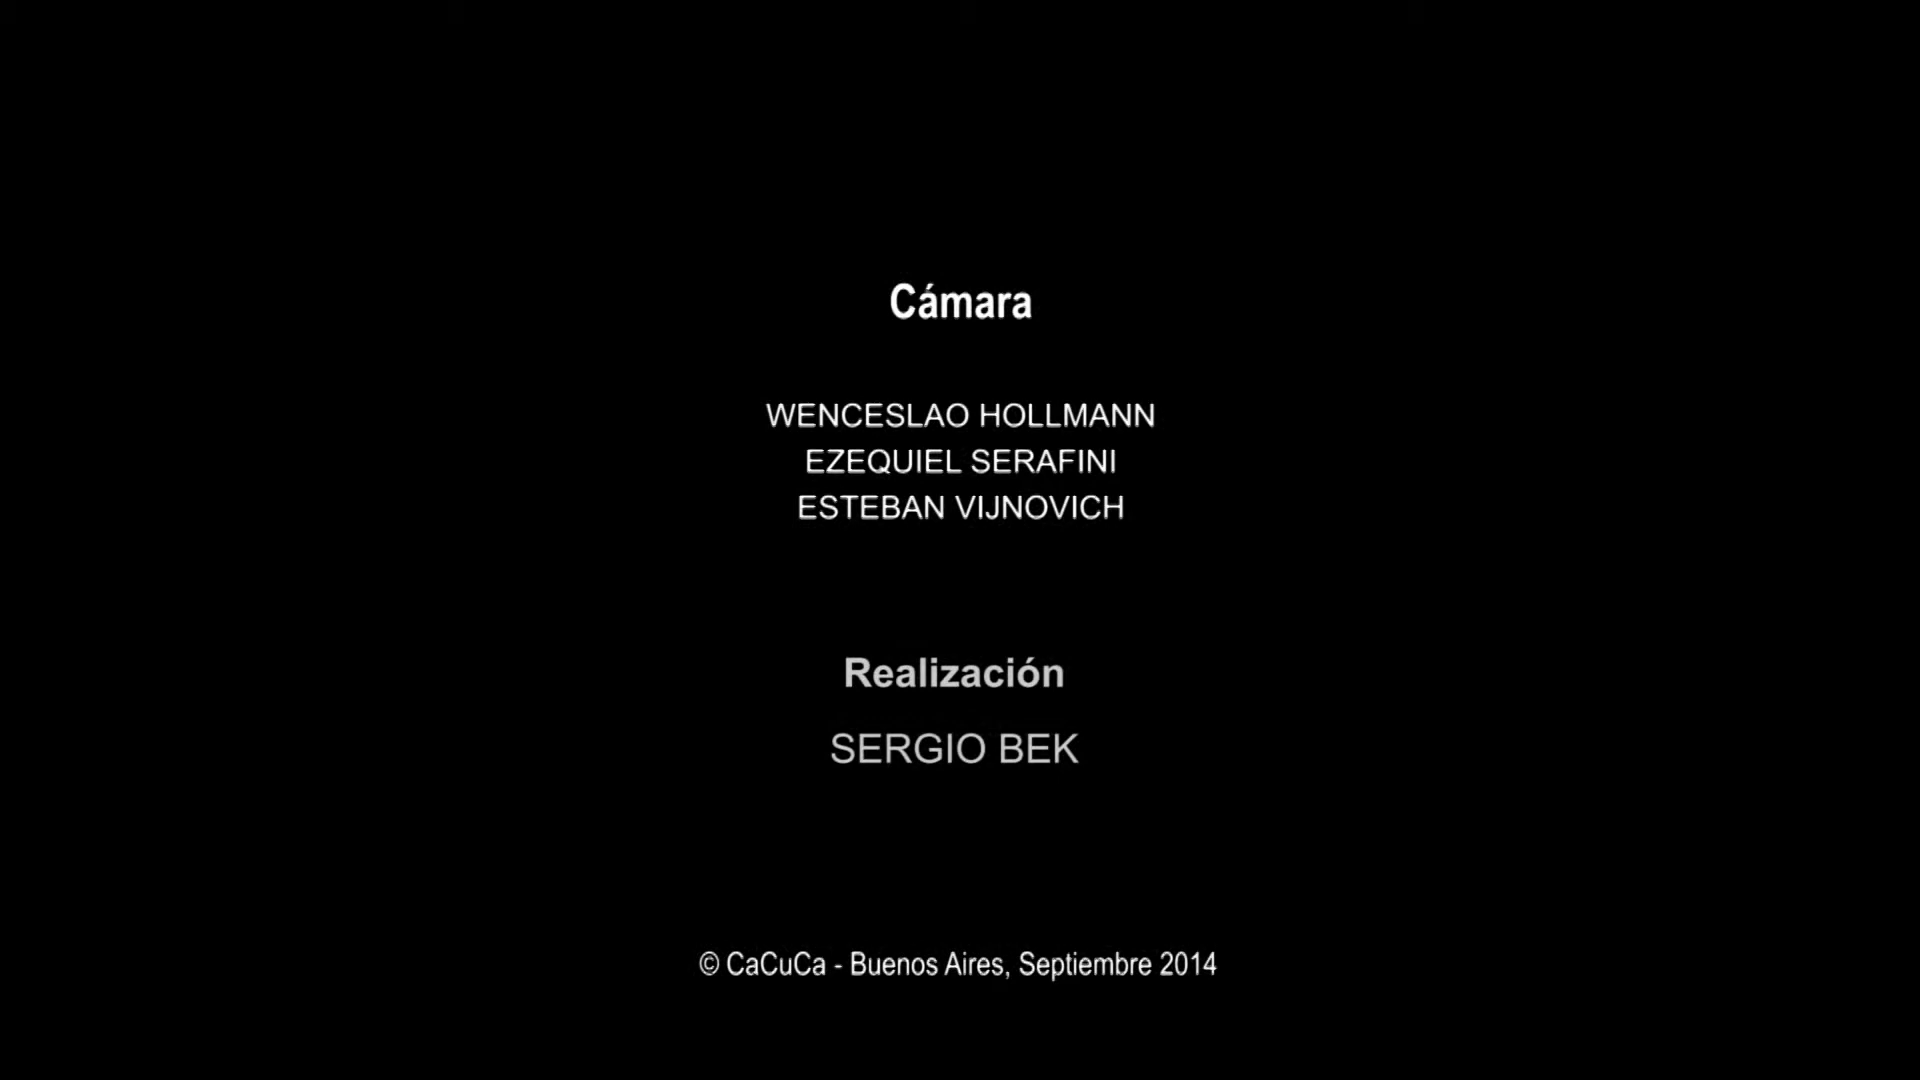 Cámara
WENCESLAO HOLLMANN
EZEQUIEL SERAFINI
ESTEBAN VIJNOVICH
Realización
SERGIO BEK
© CaCuCa - Buenos Aires, Septiembre 2014